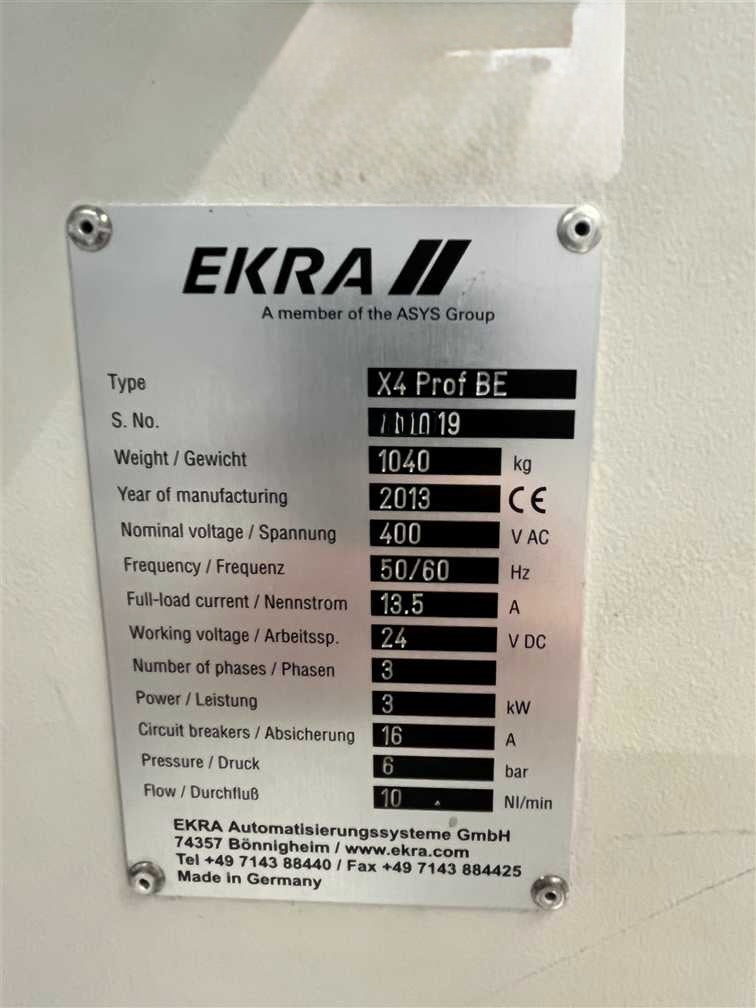 EKRA
A member of the ASYS Group
Type X4 Prof BE
S. No.
Weight / Gewicht 1040 kg
Year of manufacturing 2013 CE
Nominal voltage / Spannung 400 V AC
Frequency / Frequenz 50/60 Hz
Full-load current / Nennstrom 13.5 A
Working voltage / Arbeitssp. 24 V DC
Number of phases / Phasen 3
Power / Leistung 3 kW
Circuit breakers / Absicherung 16 A
Pressure / Druck 6 bar
Flow / Durchfluß 10 Nl/min
EKRA Automatisierungssysteme GmbH
74357 Bönnigheim / www.ekra.com
Tel +49 7143 88440 / Fax +49 7143 884425
Made in Germany